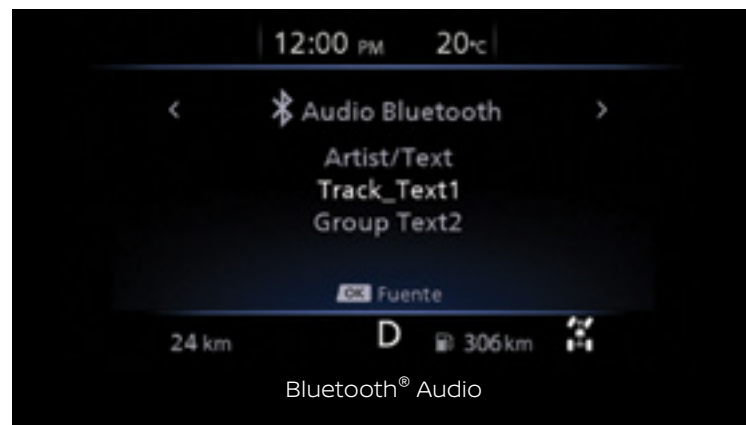 12:00 PM 20°C
< Audio Bluetooth >
Artist/Text
Track_Text1
Group Text2
OK Fuente
24 km D 306 km
Bluetooth® Audio